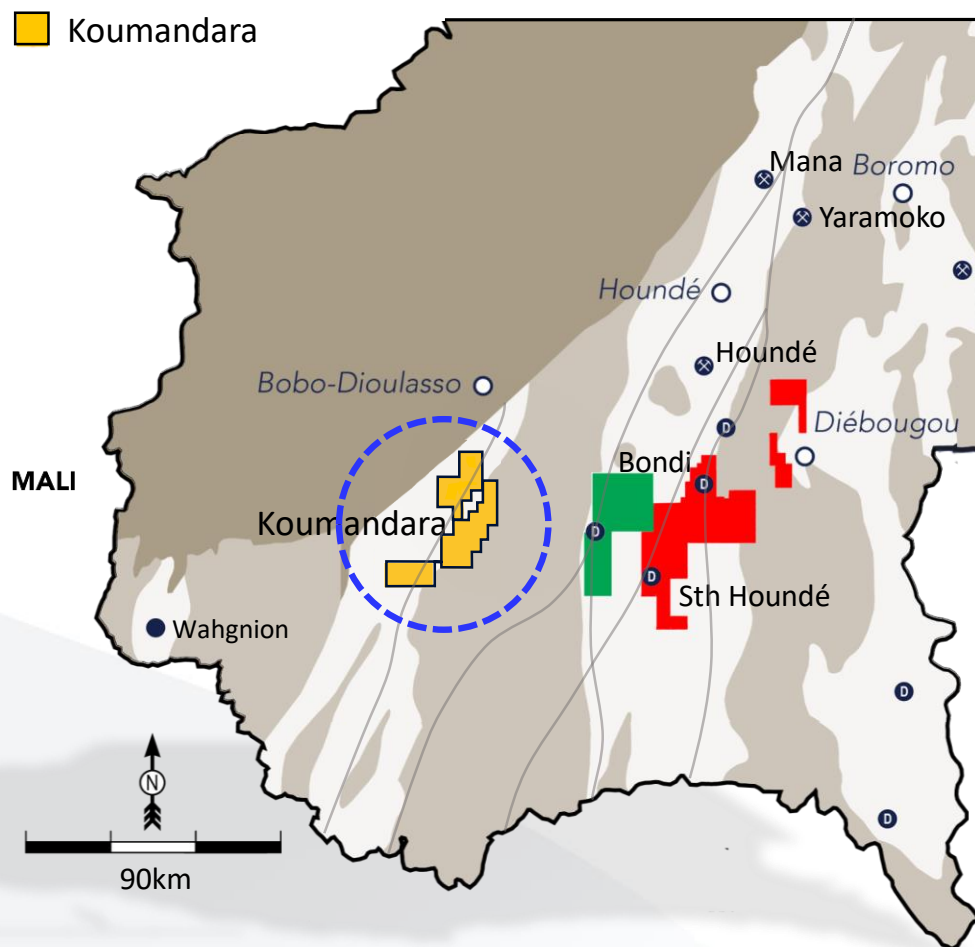 Koumandara
Mana
Boromo
Yaramoko
Houndé
Houndé
Bobo-Dioulasso
Diébougou
D
MALI
Bondi
D
Koumandara
D
D
Sth Houndé
Wahgnion
D
N
D
90km